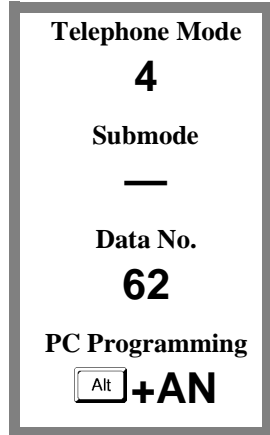 Telephone Mode
4
Submode
—
Data No.
62
PC Programming
Alt +AN